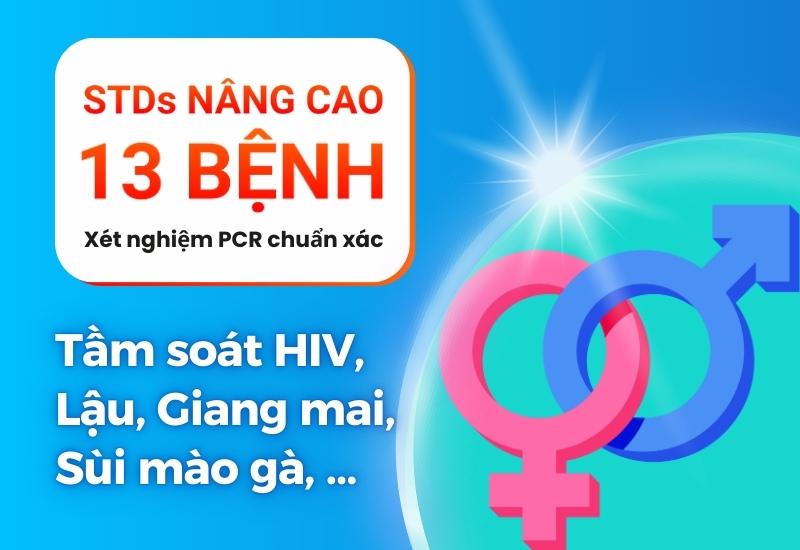 STDs NÂNG CAO
13 BỆNH
Xét nghiệm PCR chuẩn xác
Tầm soát HIV,
Lậu, Giang mai,
Sùi mào gà, ...